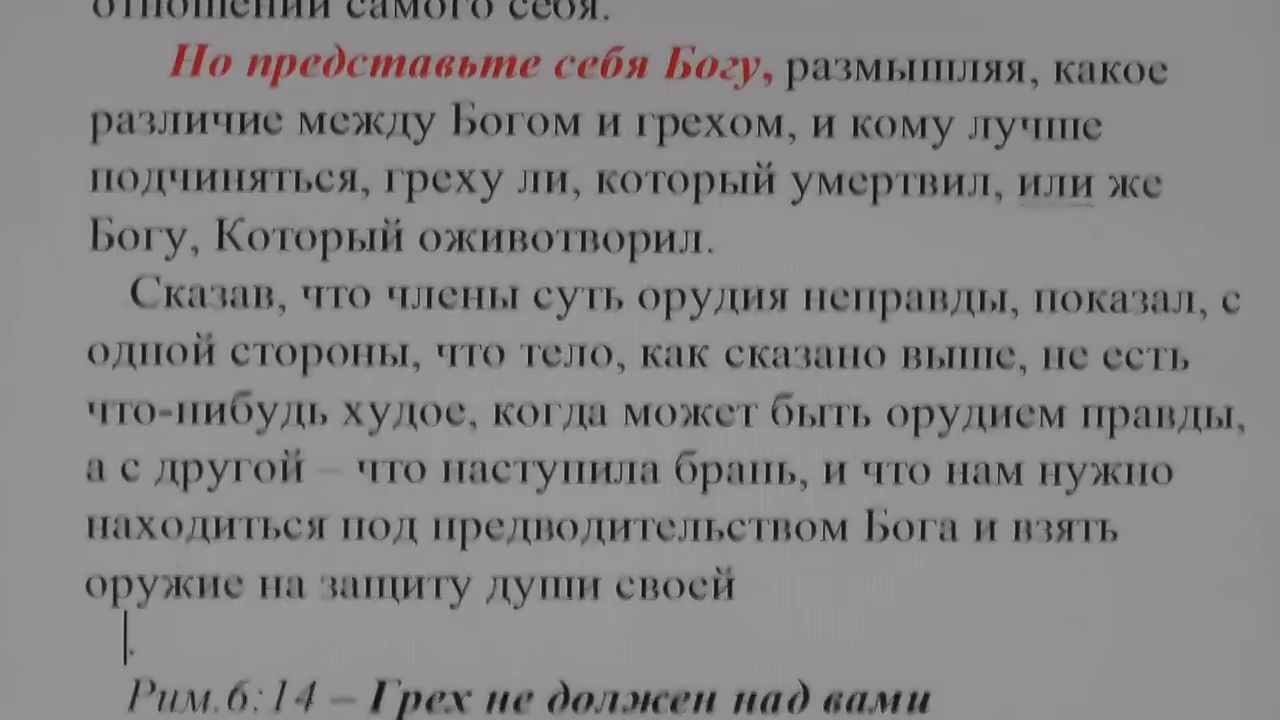 отношении самого себя.
Но представьте себя Богу, размышляя, какое
различие между Богом и грехом, и кому лучше
подчиняться, греху ли, который умертвил, или же
Богу, Который оживотворил.
Сказав, что члены суть орудия неправды, показал, с
одной стороны, что тело, как сказано выше, не есть
что-нибудь худое, когда может быть орудием правды,
а с другой – что наступила брань, и что нам нужно
находиться под предводительством Бога и взять
оружие на защиту души своей
.
Рим.6:14 – Грех не должен над вами